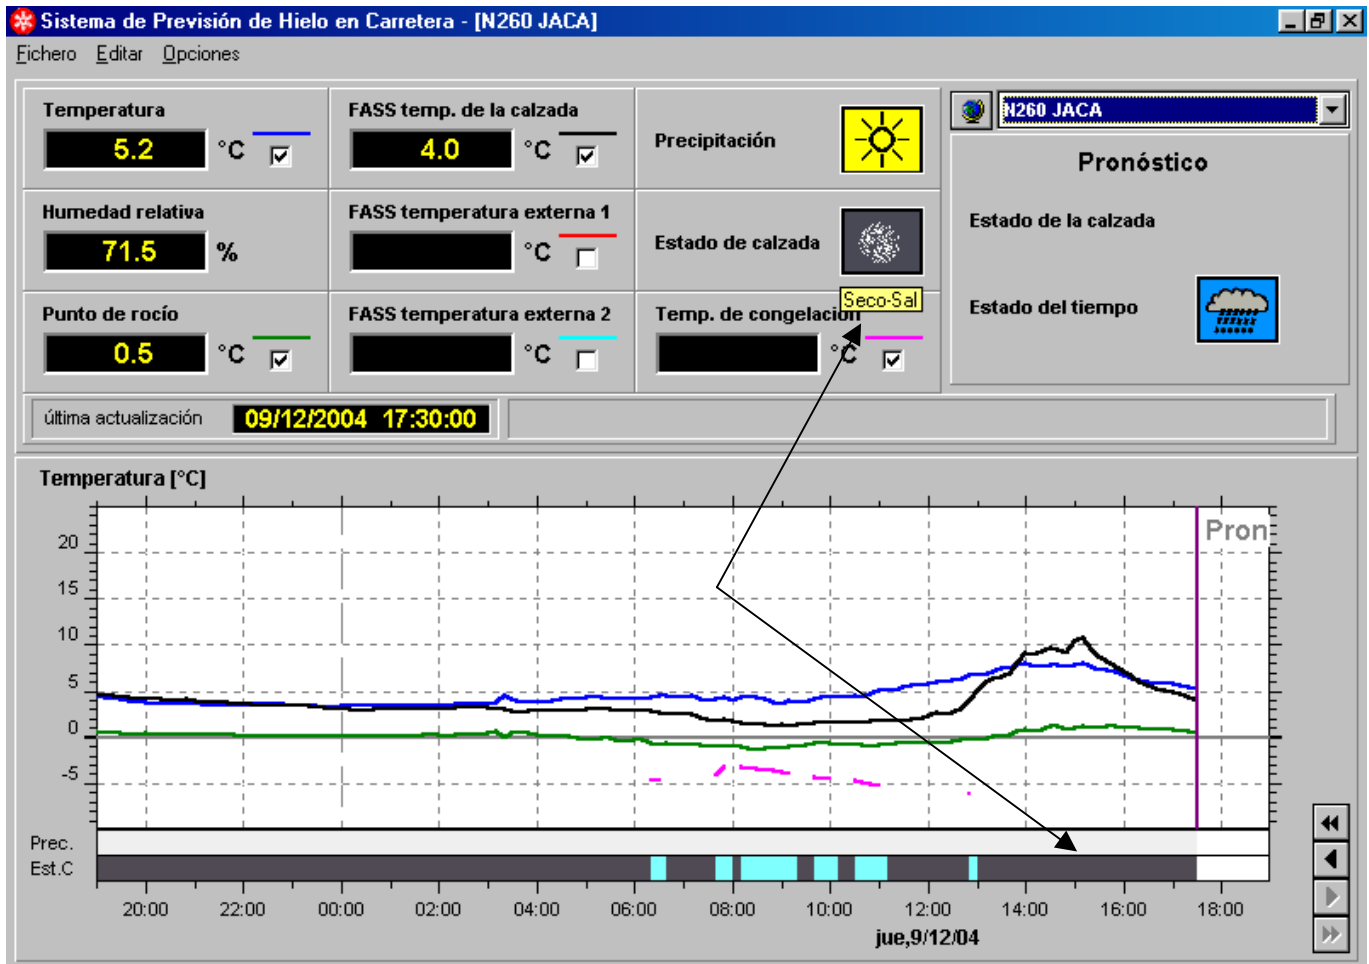 Sistema de Previsión de Hielo en Carretera - [N260 JACA]
Fichero Editar Opciones
Temperatura
5.2 °C
FASS temp. de la calzada
4.0 °C
Precipitación
N260 JACA
Pronóstico
Humedad relativa
71.5 %
FASS temperatura externa 1
°C
Estado de calzada
Estado de la calzada
Seco-Sal
Punto de rocío
0.5 °C
FASS temperatura externa 2
°C
Temp. de congelación
°C
Estado del tiempo
última actualización 09/12/2004 17:30:00
Temperatura [°C]
Pron
20
15
10
5
0
-5
Prec.
Est.C
20:00 22:00 00:00 02:00 04:00 06:00 08:00 10:00 12:00 14:00 16:00 18:00
jue,9/12/04